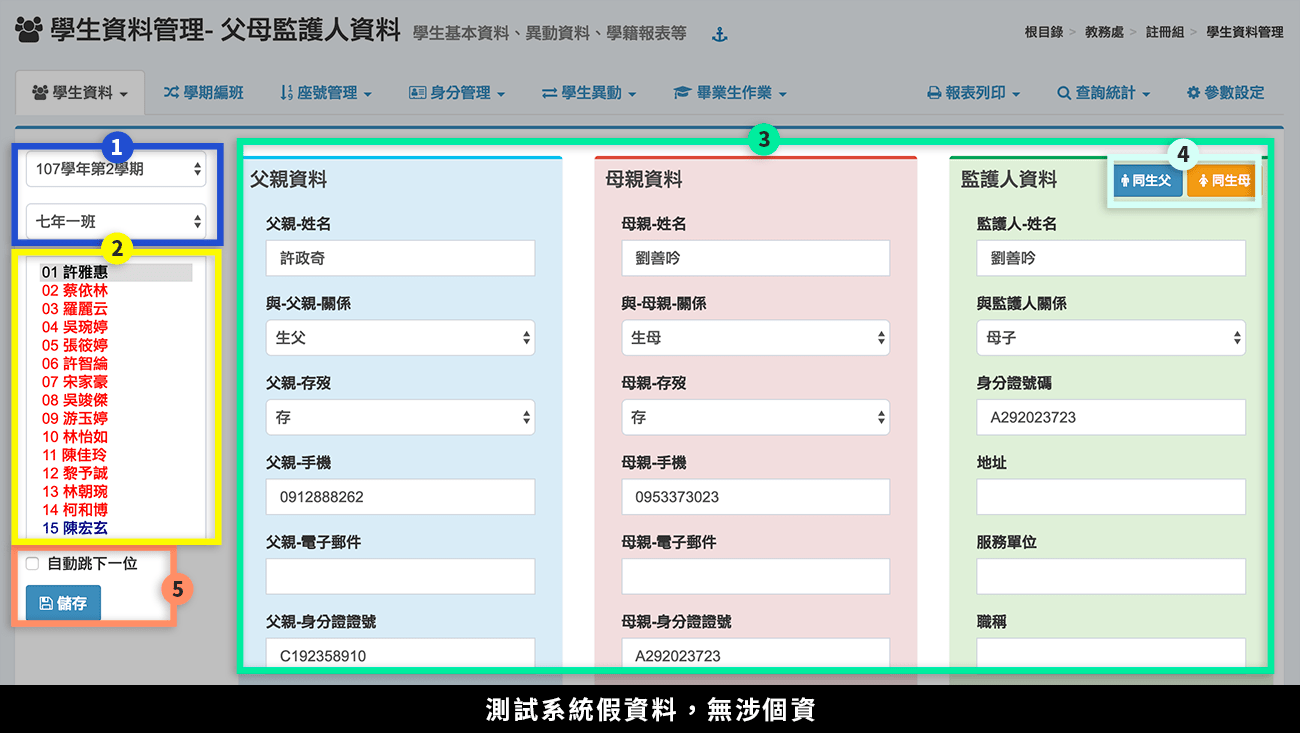 學生資料管理- 父母監護人資料 學生基本資料、異動資料、學籍報表等
根目錄 > 教務處 > 註冊組 > 學生資料管理
學生資料 學期編班 座號管理 身分管理 學生異動 畢業生作業 報表列印 查詢統計 參數設定
1
107學年第2學期
七年一班
2
01 許雅惠
02 蔡依林
03 羅麗云
04 吳琬婷
05 張筱婷
06 許智綸
07 宋家豪
08 吳竣傑
09 游玉婷
10 林怡如
11 陳佳玲
12 黎予誠
13 林朝琬
14 柯和博
15 陳宏玄
自動跳下一位
5
儲存
3
父親資料
父親-姓名
許政奇
與-父親-關係
生父
父親-存歿
存
父親-手機
0912888262
父親-電子郵件
父親-身分證證號
C192358910
母親資料
母親-姓名
劉善吟
與-母親-關係
生母
母親-存歿
存
母親-手機
0953373023
母親-電子郵件
母親-身分證證號
A292023723
監護人資料
4
同生父 同生母
監護人-姓名
劉善吟
與監護人關係
母子
身分證號碼
A292023723
地址
服務單位
職稱
測試系統假資料，無涉個資